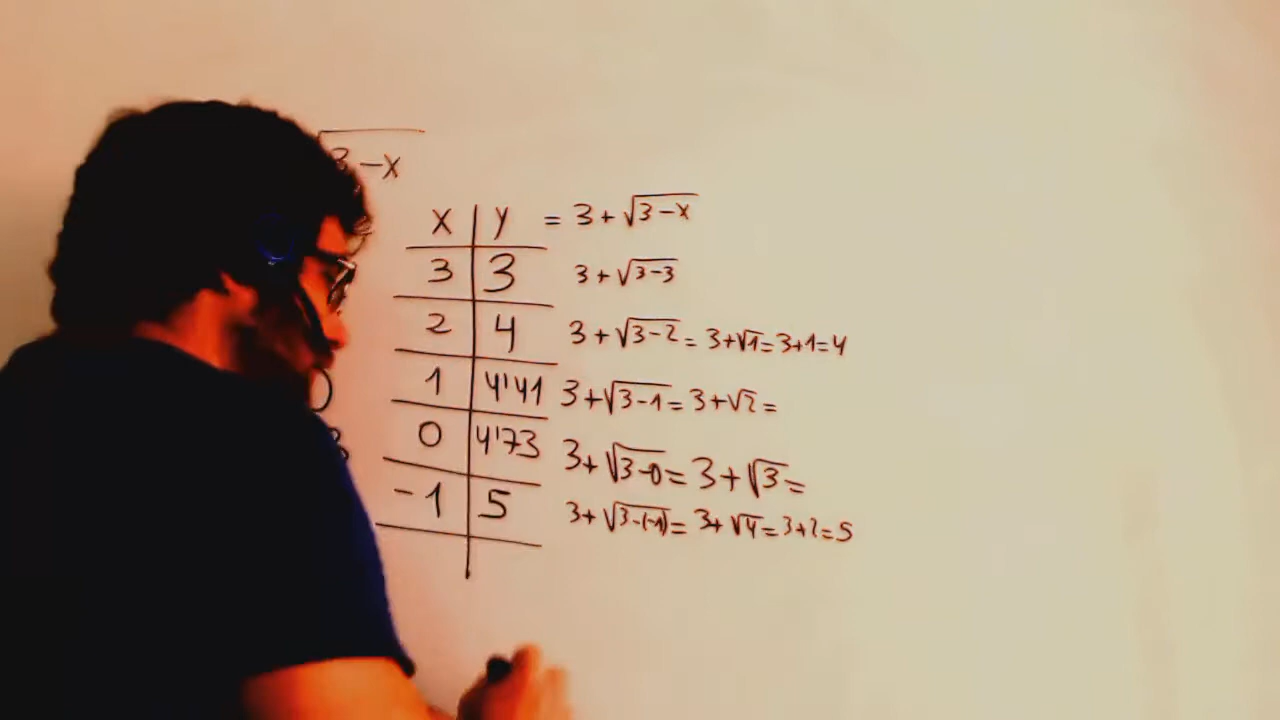 3-x
x y = 3+√3-x
3 3 3+√3-3
2 4 3+√3-2=3+√1=3+1=4
1 4'41 3+√3-1=3+√2=
0 4'73 3+√3-0=3+√3=
-1 5 3+√3-(-1)=3+√4=3+2=5